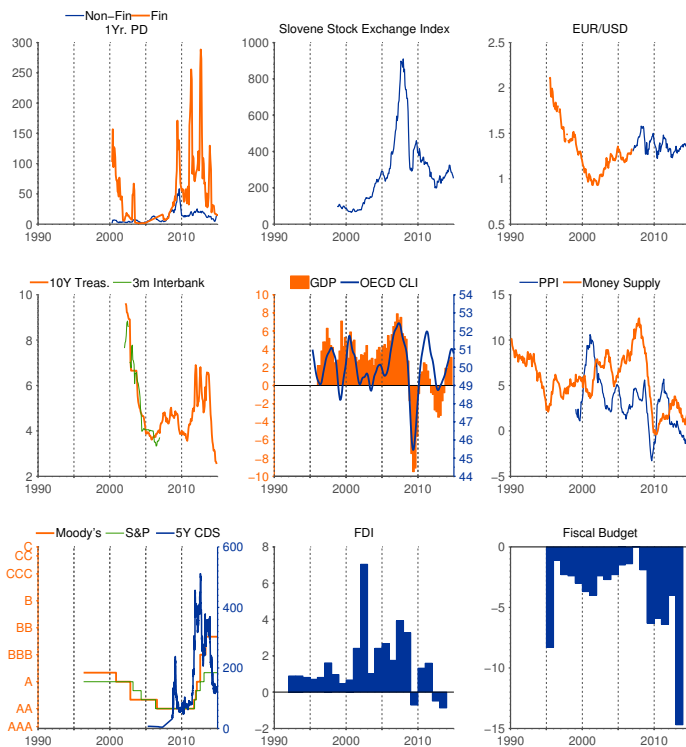 Non−Fin Fin
1Yr. PD
300
250
200
150
100
50
0
1990 2000 2010
Slovene Stock Exchange Index
1000
800
600
400
200
0
1990 2000 2010
EUR/USD
2.5
2
1.5
1
0.5
1990 2000 2010
10Y Treas. 3m Interbank
10
8
6
4
2
1990 2000 2010
GDP OECD CLI
10
8
6
4
2
0
−2
−4
−6
−8
−10
54
53
52
51
50
49
48
47
46
45
44
1990 2000 2010
PPI Money Supply
15
10
5
0
−5
1990 2000 2010
Moody's S&P 5Y CDS
C
CC
CCC
B
BB
BBB
A
AA
AAA
600
400
200
0
1990 2000 2010
FDI
8
6
4
2
0
−2
1990 2000 2010
Fiscal Budget
0
−5
−10
−15
1990 2000 2010